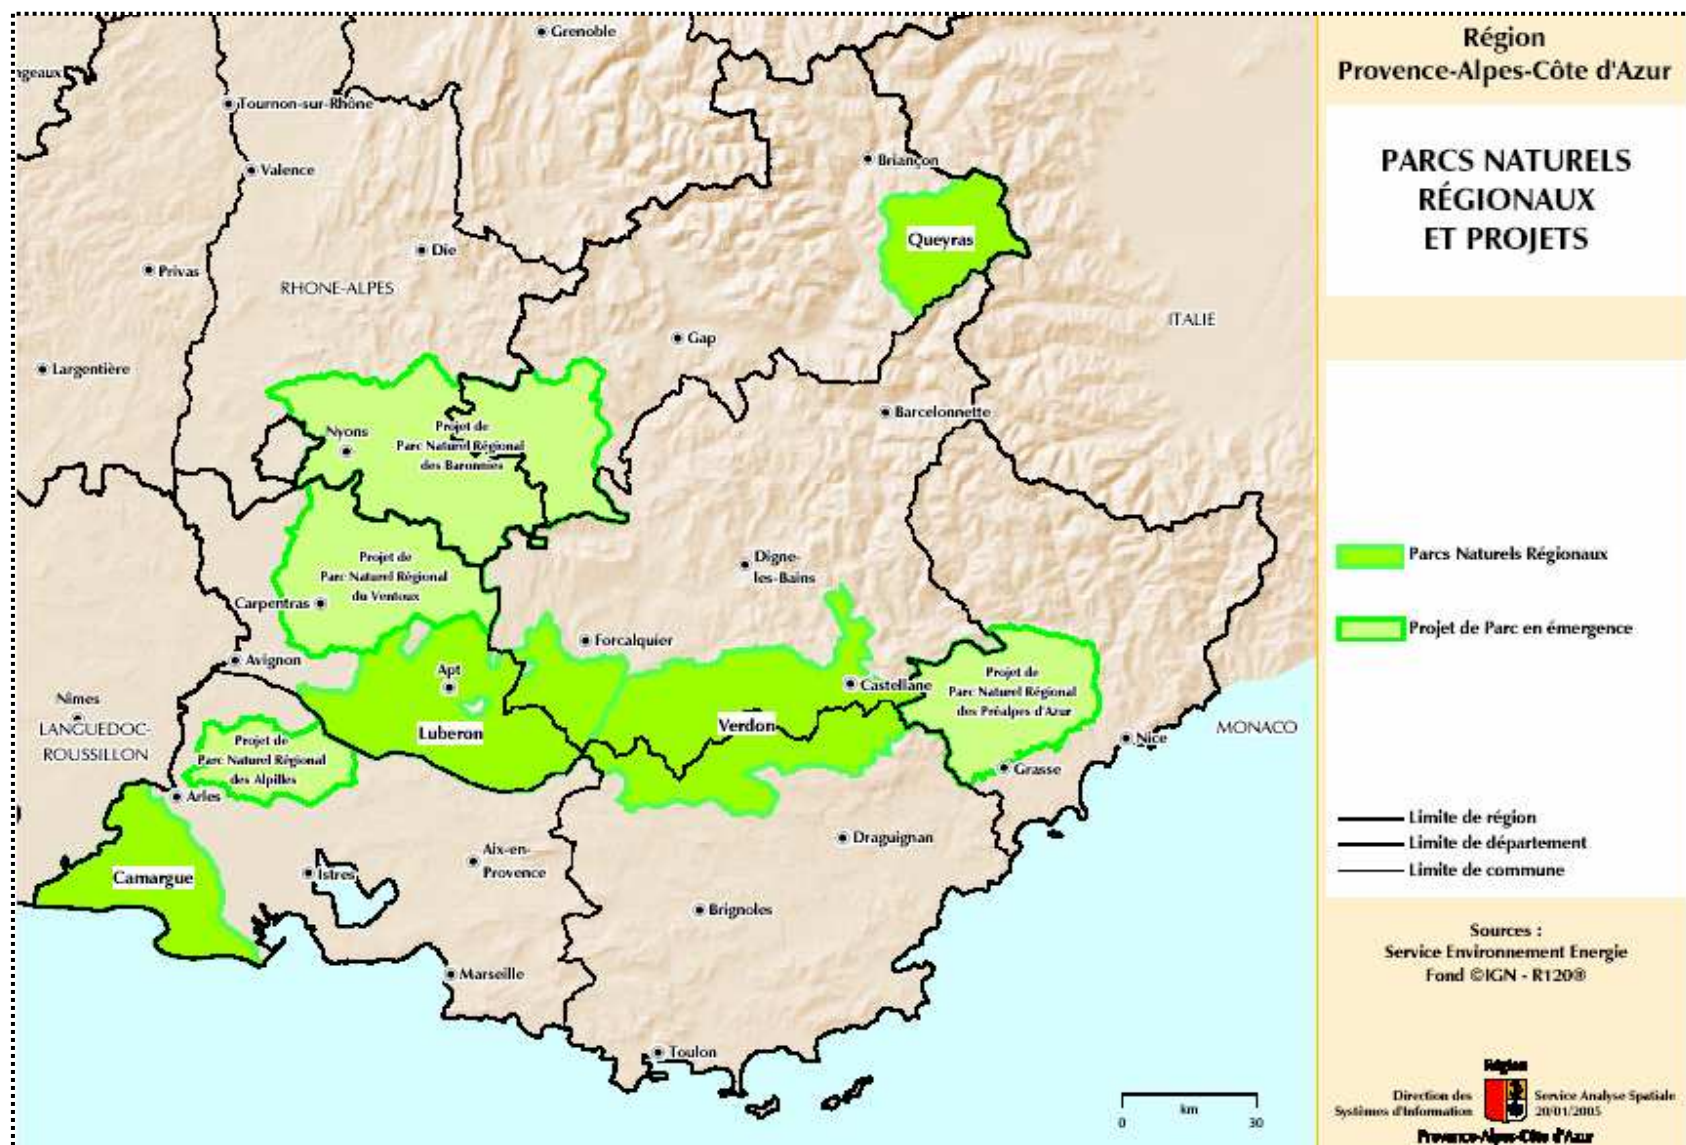 Grenoble
Tournon-sur-Rhône
Valence
Briançon
Queyras
Die
Privas
RHONE-ALPES
ITALIE
Gap
Largentière
Barcelonnette
Nyons
Projet de
Parc Naturel Régional
des Baronnies
Projet de
Parc Naturel Régional
du Ventoux
Carpentras
Digne-
les-Bains
Forcalquier
Avignon
Apt
Castellane
Projet de
Parc Naturel Régional
des Préalpes d'Azur
Nîmes
LANGUEDOC-
ROUSSILLON
Luberon
Verdon
MONACO
Nice
Projet de
Parc Naturel Régional
des Alpilles
Grasse
Arles
Draguignan
Aix-en-
Provence
Camargue
Istres
Brignoles
Marseille
Toulon
0 km 30
Région
Provence-Alpes-Côte d'Azur
PARCS NATURELS
RÉGIONAUX
ET PROJETS
Parcs Naturels Régionaux
Projet de Parc en émergence
Limite de région
Limite de département
Limite de commune
Sources :
Service Environnement Energie
Fond ©IGN - R120®
Région
Direction des
Systèmes d'Information
Service Analyse Spatiale
20/01/2005
Provence-Alpes-Côte d'Azur